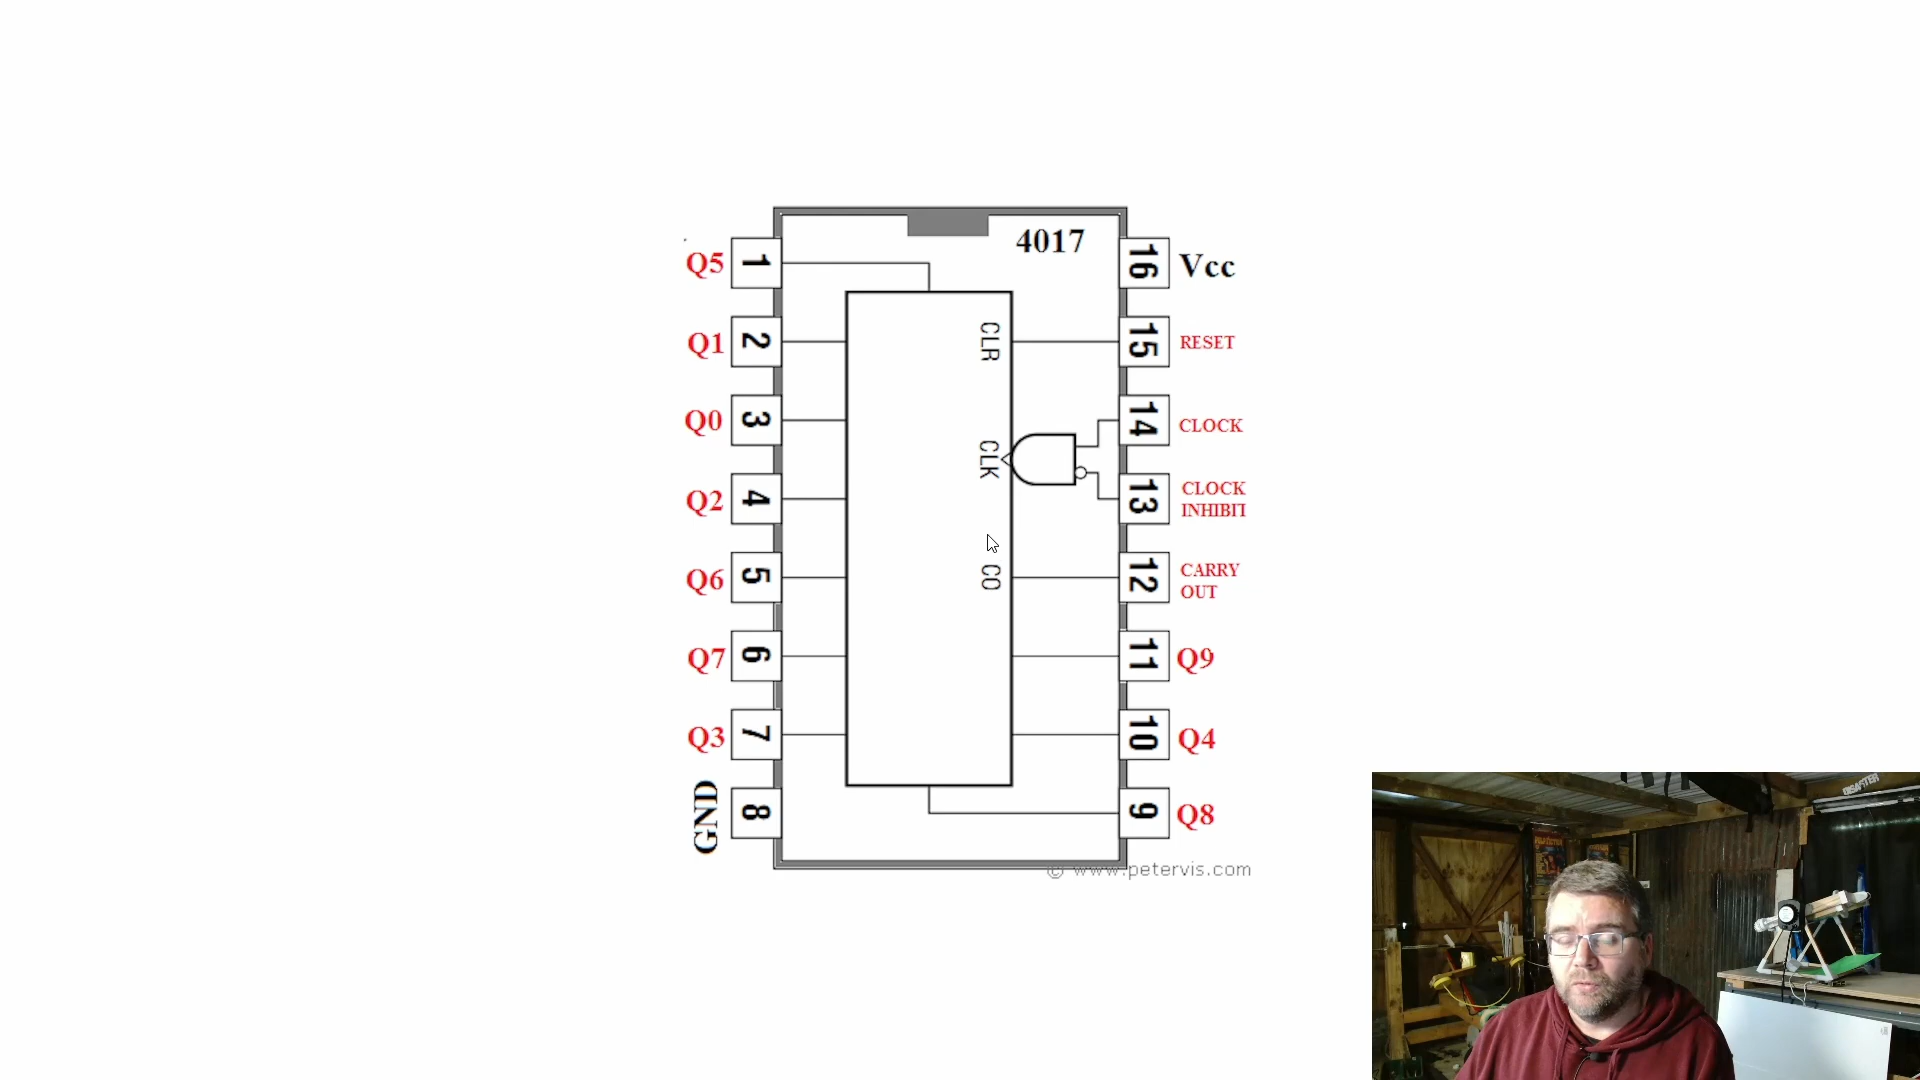 4017
Q5 1
Q1 2
Q0 3
Q2 4
Q6 5
Q7 6
Q3 7
GND 8
16 Vcc
15 RESET
14 CLOCK
13 CLOCK
INHIBIT
12 CARRY
OUT
11 Q9
10 Q4
9 Q8
CLR
CLK
CO
© www.petervis.com
DISASTER